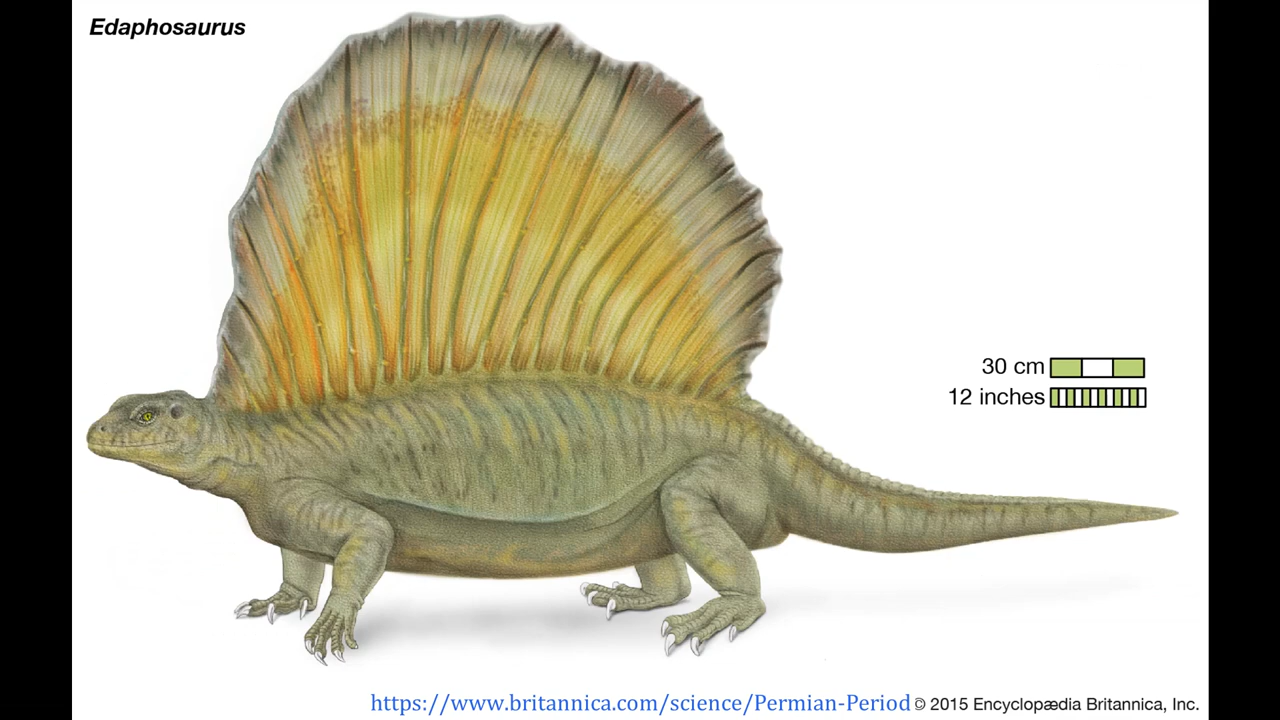 Edaphosaurus
30 cm
12 inches
https://www.britannica.com/science/Permian-Period © 2015 Encyclopædia Britannica, Inc.